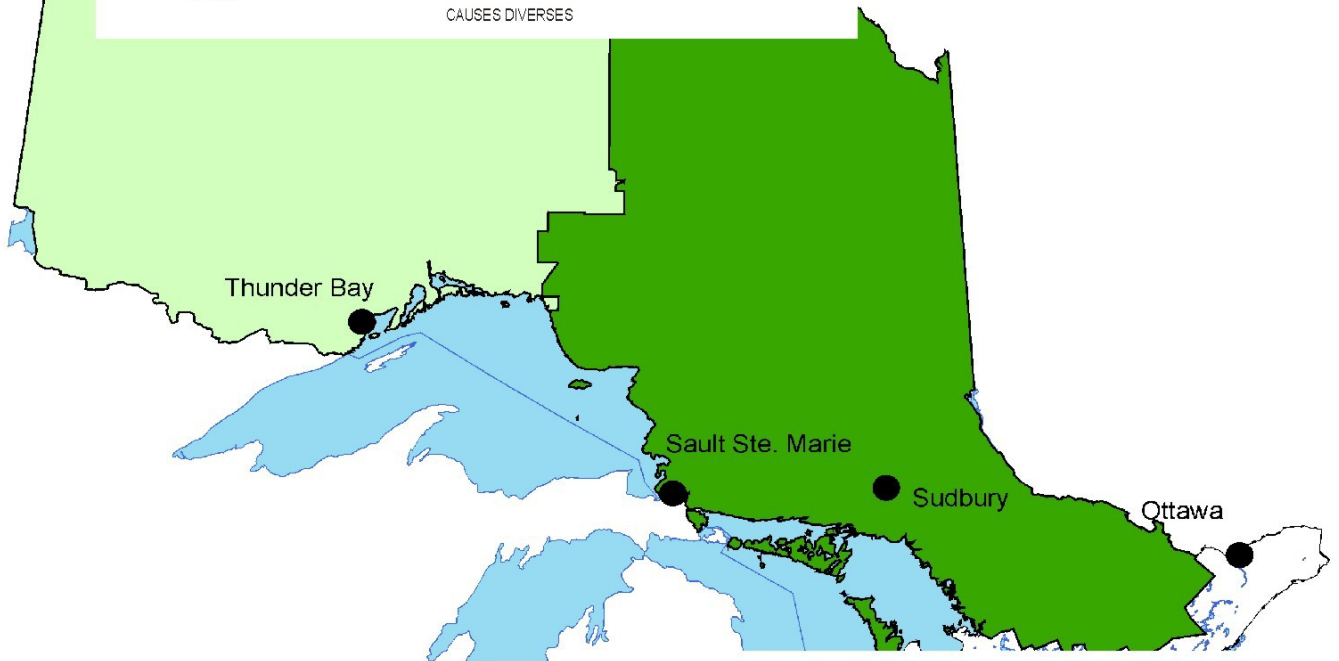 CAUSES DIVERSES
Thunder Bay
Sault Ste. Marie
Sudbury
Ottawa